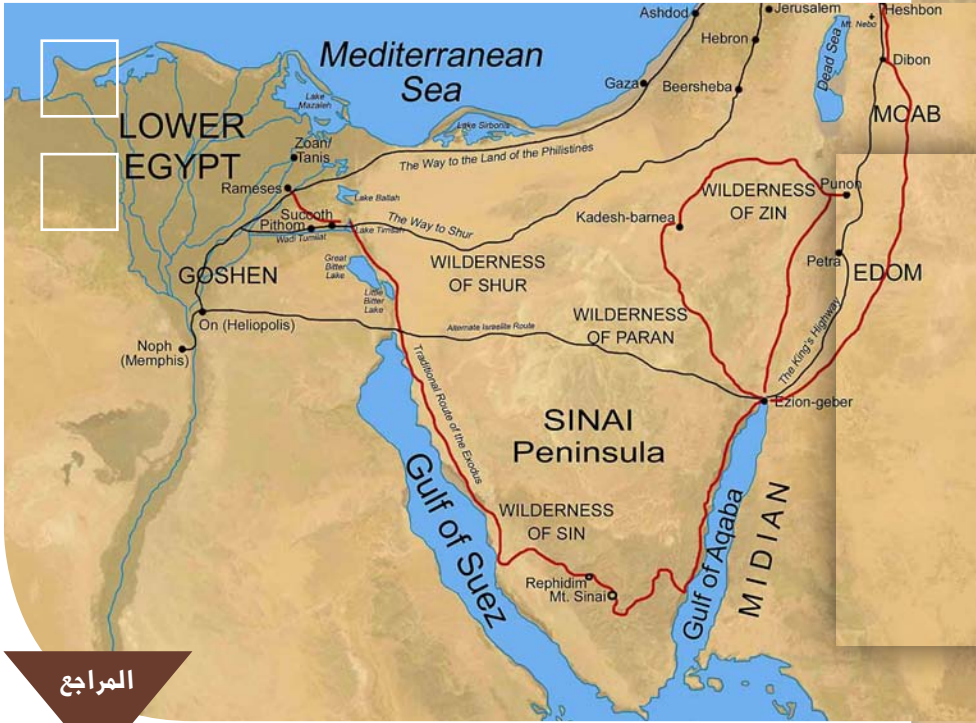 Ashdod
Jerusalem
Heshbon
Mt. Nebo
Mediterranean
Sea
Hebron
Dead Sea
Dibon
Gaza
Beersheba
Lake
Mazaleh
MOAB
LOWER
EGYPT
Lake Sirbonis
Zoan/
Tanis
The Way to the Land of the Philistines
Rameses
Lake Ballah
WILDERNESS
OF ZIN
Punon
Kadesh-barnea
Succoth
Pithom
Lake Timsah
The Way to Shur
Wadi Tumilat
GOSHEN
Great
Bitter
Lake
WILDERNESS
OF SHUR
Petra
EDOM
Little
Bitter
Lake
On (Heliopolis)
Alternate Israelite Route
WILDERNESS
OF PARAN
The King's Highway
Noph
(Memphis)
Traditional Route of the Exodus
Ezion-geber
SINAI
Peninsula
Gulf of Suez
WILDERNESS
OF SIN
Gulf of Aqaba
MIDIAN
Rephidim
Mt. Sinai
المراجع